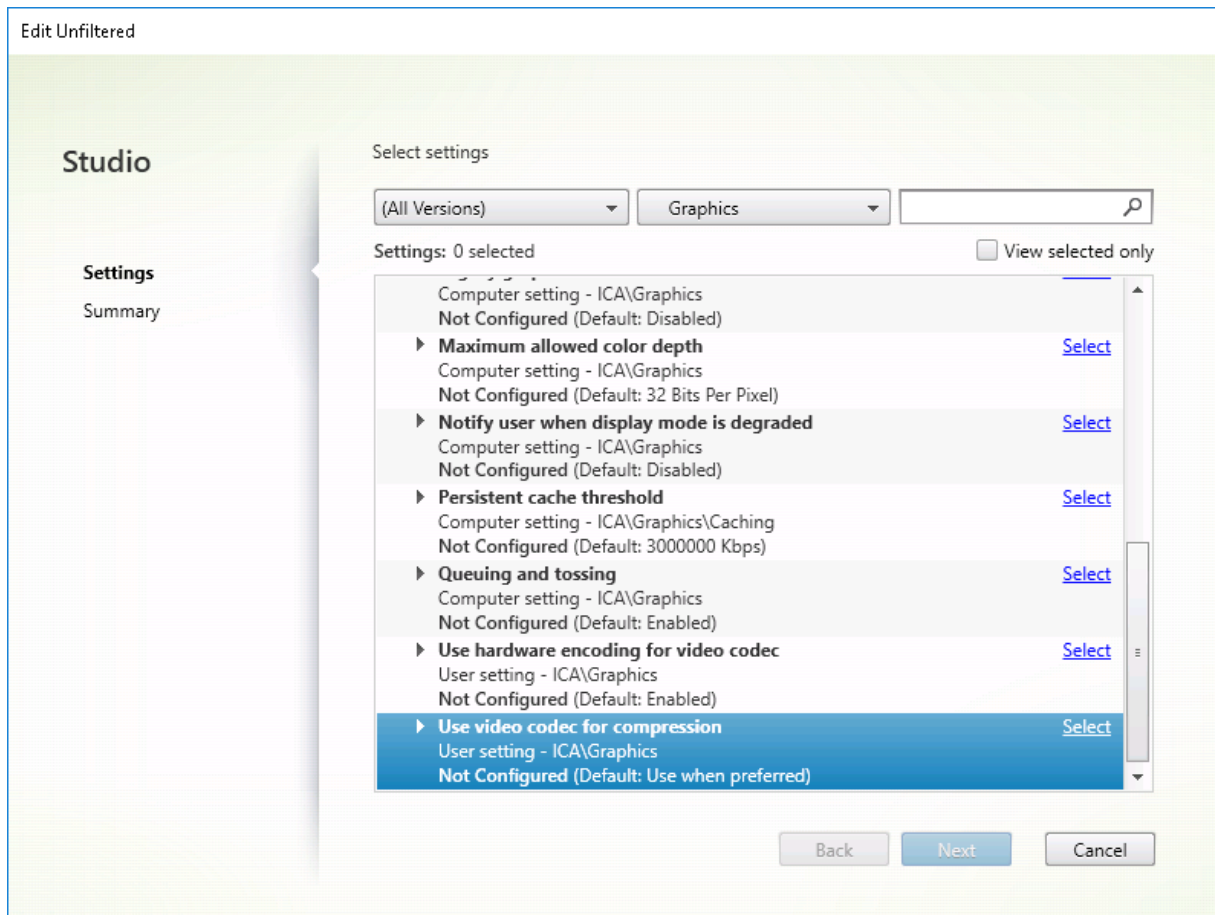 Edit Unfiltered
Studio
Settings
Summary
Select settings
(All Versions)
Graphics
Settings: 0 selected
View selected only
Computer setting - ICA\Graphics
Not Configured (Default: Disabled)
Maximum allowed color depth
Select
Computer setting - ICA\Graphics
Not Configured (Default: 32 Bits Per Pixel)
Notify user when display mode is degraded
Select
Computer setting - ICA\Graphics
Not Configured (Default: Disabled)
Persistent cache threshold
Select
Computer setting - ICA\Graphics\Caching
Not Configured (Default: 3000000 Kbps)
Queuing and tossing
Select
Computer setting - ICA\Graphics
Not Configured (Default: Enabled)
Use hardware encoding for video codec
Select
User setting - ICA\Graphics
Not Configured (Default: Enabled)
Use video codec for compression
Select
User setting - ICA\Graphics
Not Configured (Default: Use when preferred)
Back
Next
Cancel